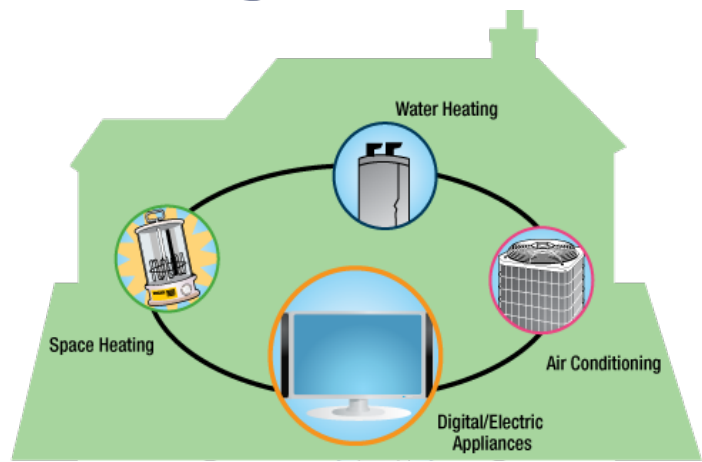 Water Heating
Space Heating
Air Conditioning
Digital/Electric
Appliances